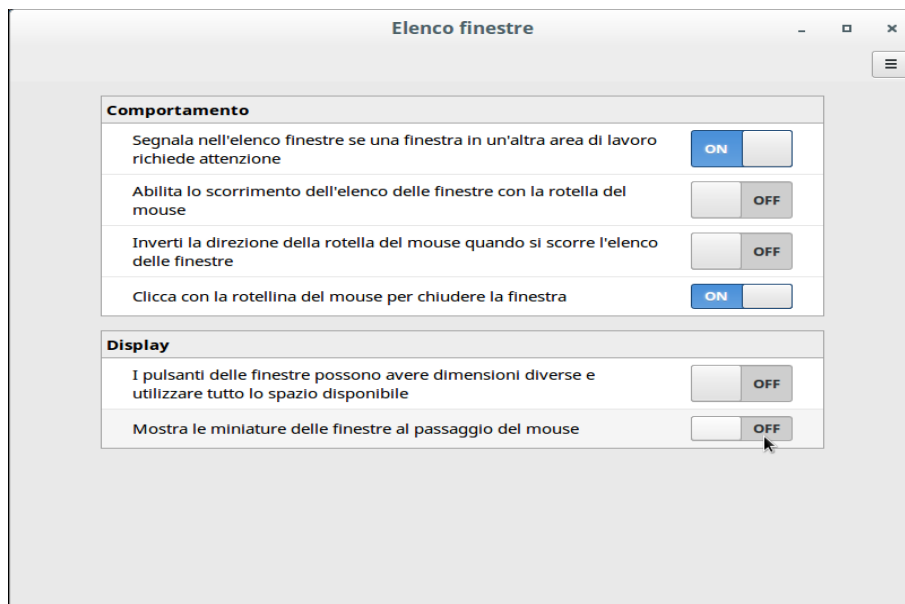 Elenco finestre
Comportamento
Segnala nell'elenco finestre se una finestra in un'altra area di lavoro
richiede attenzione
ON
Abilita lo scorrimento dell'elenco delle finestre con la rotella del
mouse
OFF
Inverti la direzione della rotella del mouse quando si scorre l'elenco
delle finestre
OFF
Clicca con la rotellina del mouse per chiudere la finestra
ON
Display
I pulsanti delle finestre possono avere dimensioni diverse e
utilizzare tutto lo spazio disponibile
OFF
Mostra le miniature delle finestre al passaggio del mouse
OFF